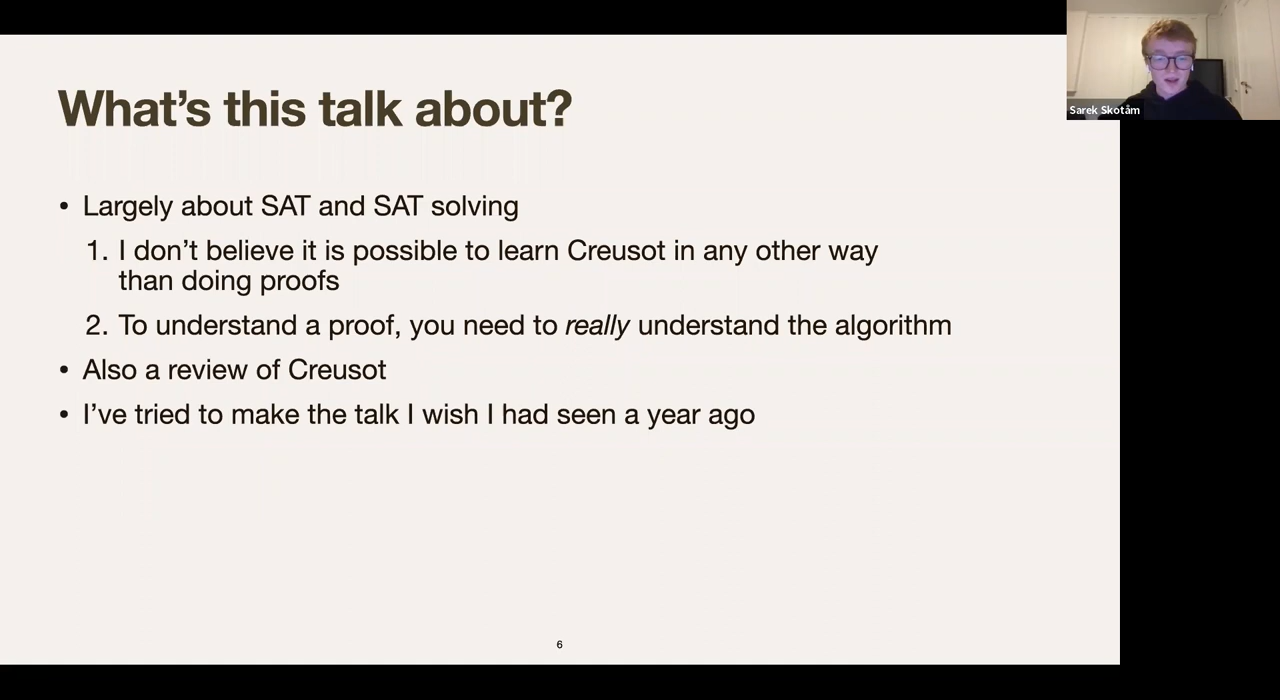 What’s this talk about?
• Largely about SAT and SAT solving
1. I don’t believe it is possible to learn Creusot in any other way
than doing proofs
2. To understand a proof, you need to really understand the algorithm
• Also a review of Creusot
• I’ve tried to make the talk I wish I had seen a year ago
6
Sarek Skotåm